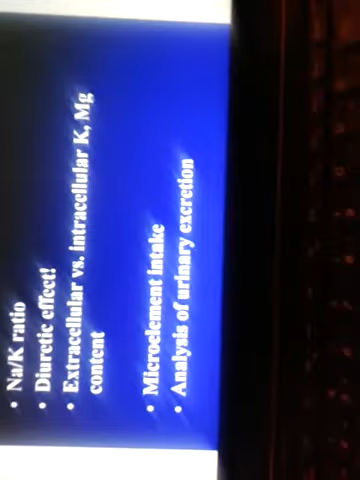 • Na/K ratio
• Diuretic effect!
• Extracellular vs. intracellular K, Mg
content
• Microelement intake
• Analysis of urinary excretion